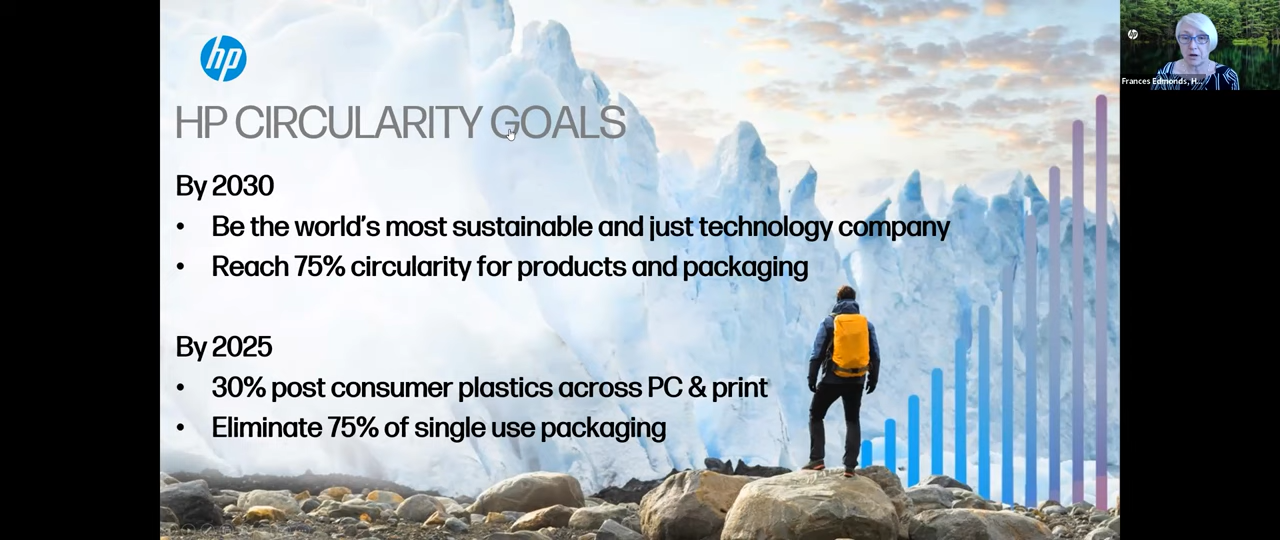 hp
HP CIRCULARITY GOALS
By 2030
• Be the world's most sustainable and just technology company
• Reach 75% circularity for products and packaging
By 2025
• 30% post consumer plastics across PC & print
• Eliminate 75% of single use packaging
hp
Frances Edmonds, H...